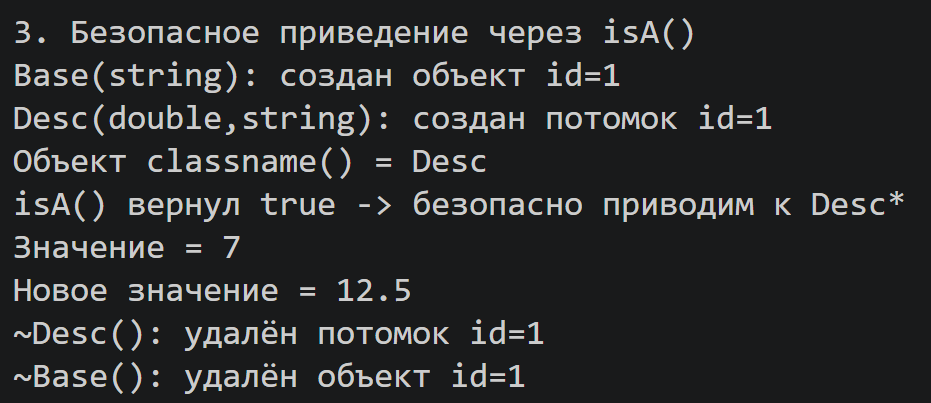 3. Безопасное приведение через isA()
Base(string): создан объект id=1
Desc(double,string): создан потомок id=1
Объект classname() = Desc
isA() вернул true -> безопасно приводим к Desc*
Значение = 7
Новое значение = 12.5
~Desc(): удалён потомок id=1
~Base(): удалён объект id=1